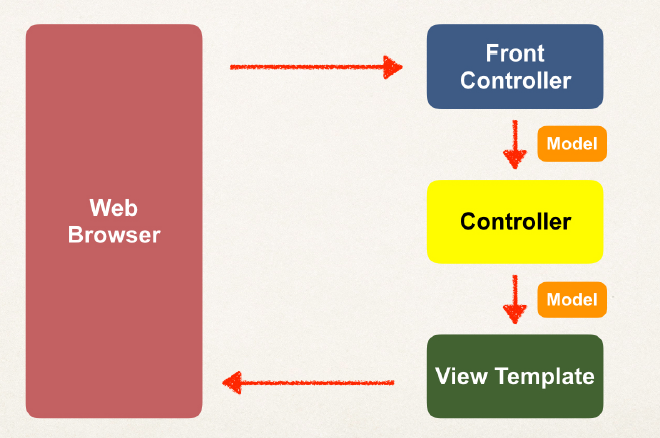 Front
Controller
Model
Web
Browser
Controller
Model
View Template